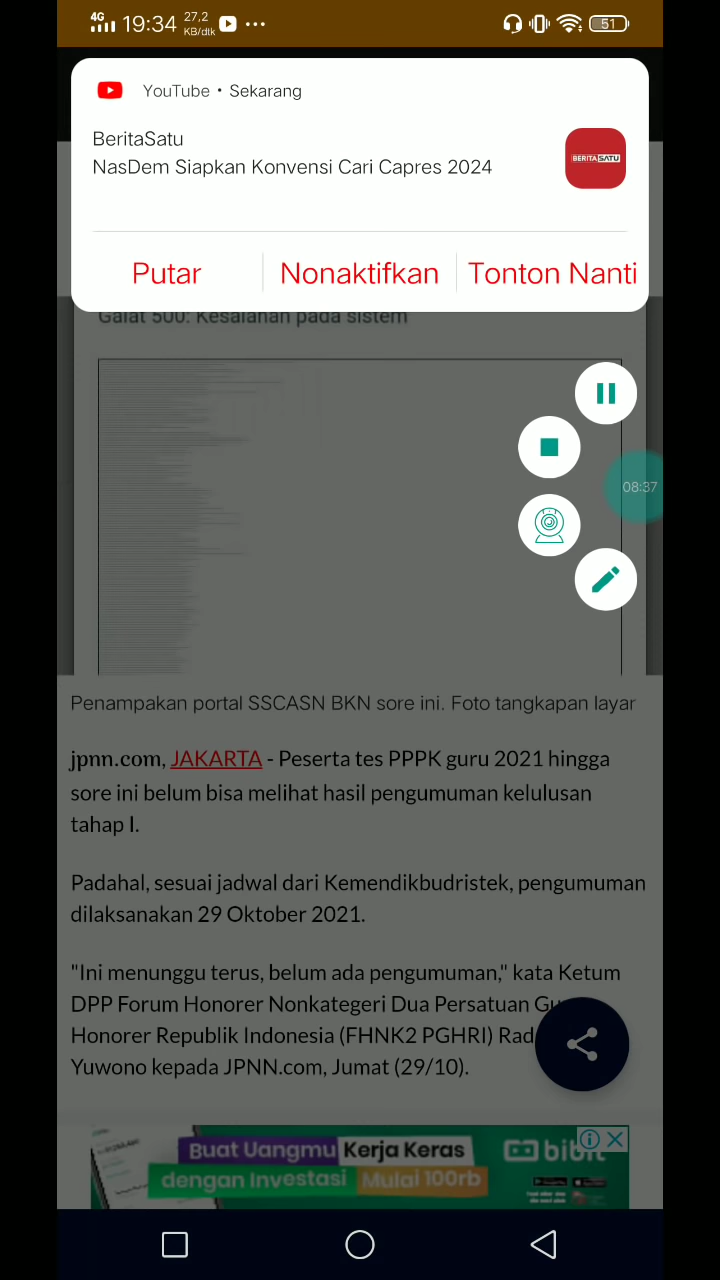 4G 19:34 27,2 KB/dtk ... 51
YouTube • Sekarang
BeritaSatu
NasDem Siapkan Konvensi Cari Capres 2024
BERITASATU
Putar Nonaktifkan Tonton Nanti
Galat 500: Kesalahan pada sistem
08:37
Penampakan portal SSCASN BKN sore ini. Foto tangkapan layar
jpnn.com, JAKARTA - Peserta tes PPPK guru 2021 hingga
sore ini belum bisa melihat hasil pengumuman kelulusan
tahap I.
Padahal, sesuai jadwal dari Kemendikbudristek, pengumuman
dilaksanakan 29 Oktober 2021.
"Ini menunggu terus, belum ada pengumuman," kata Ketum
DPP Forum Honorer Nonkategeri Dua Persatuan Gu
Honorer Republik Indonesia (FHNK2 PGHRI) Rad
Yuwono kepada JPNN.com, Jumat (29/10).
Buat Uangmu Kerja Keras
dengan Investasi Mulai 100rb
bibit